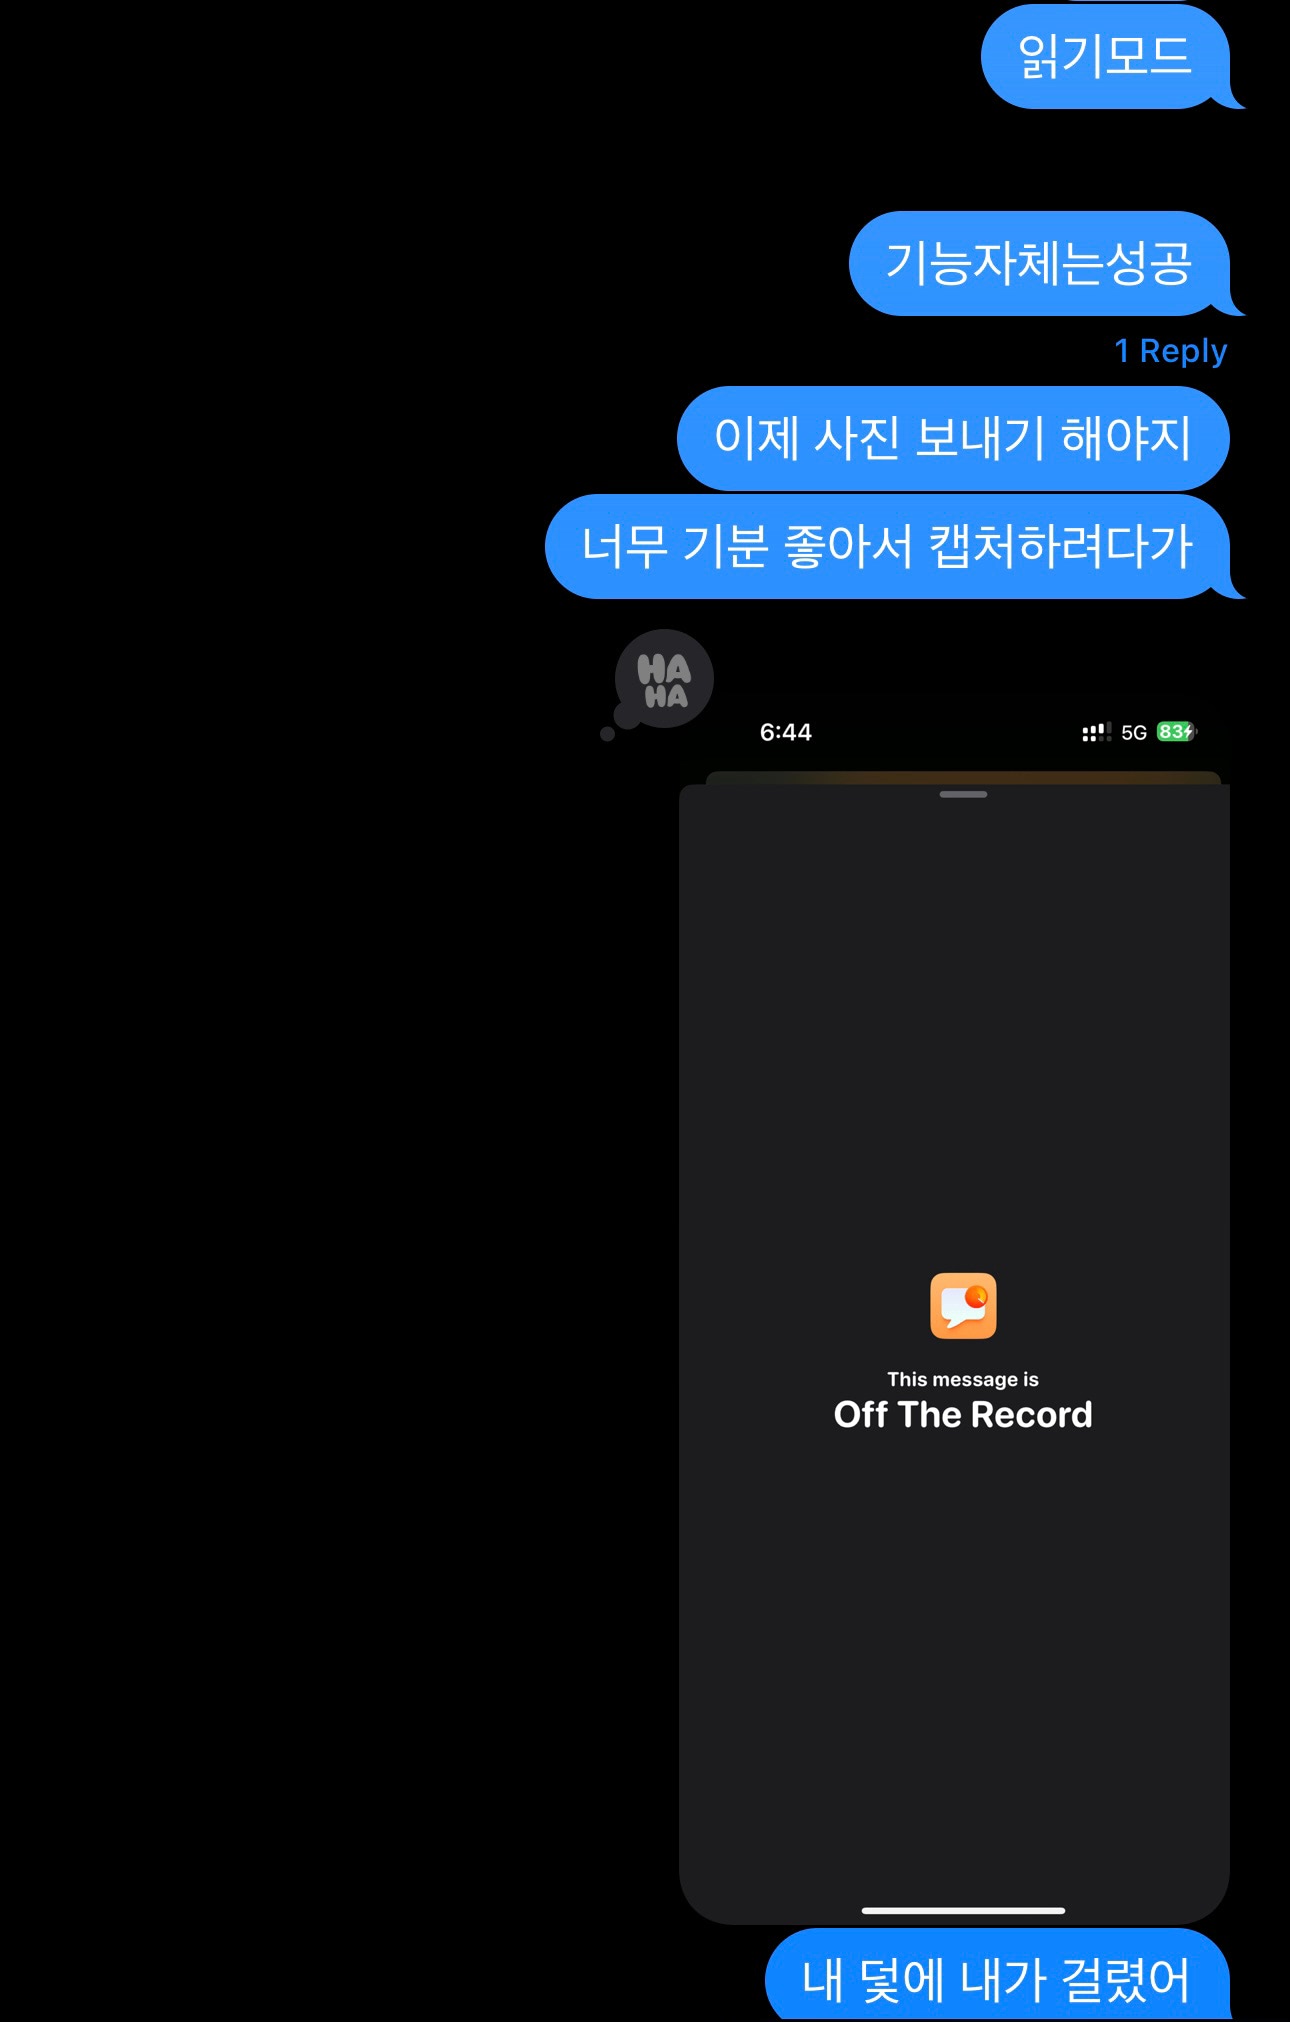 읽기모드
기능자체는성공
1 Reply
이제 사진 보내기 해야지
너무 기분 좋아서 캡처하려다가
HA
HA
6:44 5G 83
This message is
Off The Record
내 덫에 내가 걸렸어